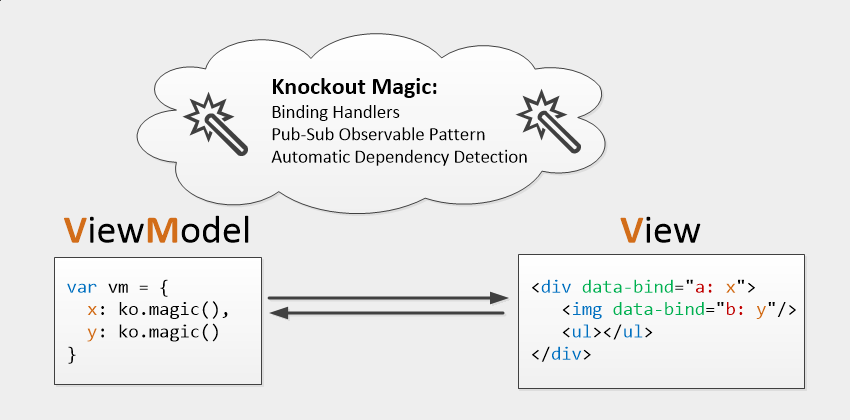 Knockout Magic:
Binding Handlers
Pub-Sub Observable Pattern
Automatic Dependency Detection
ViewModel
var vm = {
  x: ko.magic(),
  y: ko.magic()
}
View
<div data-bind="a: x">
   <img data-bind="b: y"/>
   <ul></ul>
</div>